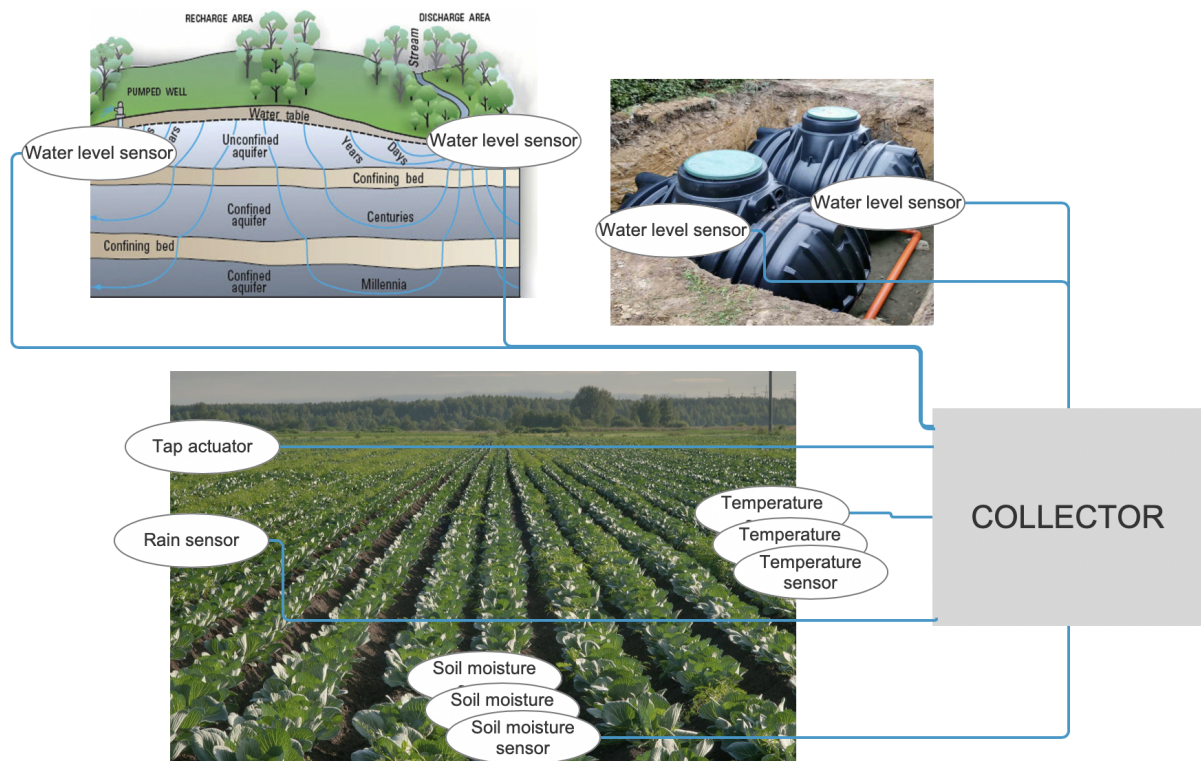 RECHARGE AREA
DISCHARGE AREA
Stream
PUMPED WELL
Water table
Water level sensor
Unconfined
aquifer
Years
Days
Water level sensor
Confining bed
Confined
aquifer
Centuries
Confining bed
Confined
aquifer
Millennia
Water level sensor
Water level sensor
Tap actuator
Rain sensor
Temperature
Temperature
Temperature
sensor
COLLECTOR
Soil moisture
Soil moisture
Soil moisture
sensor